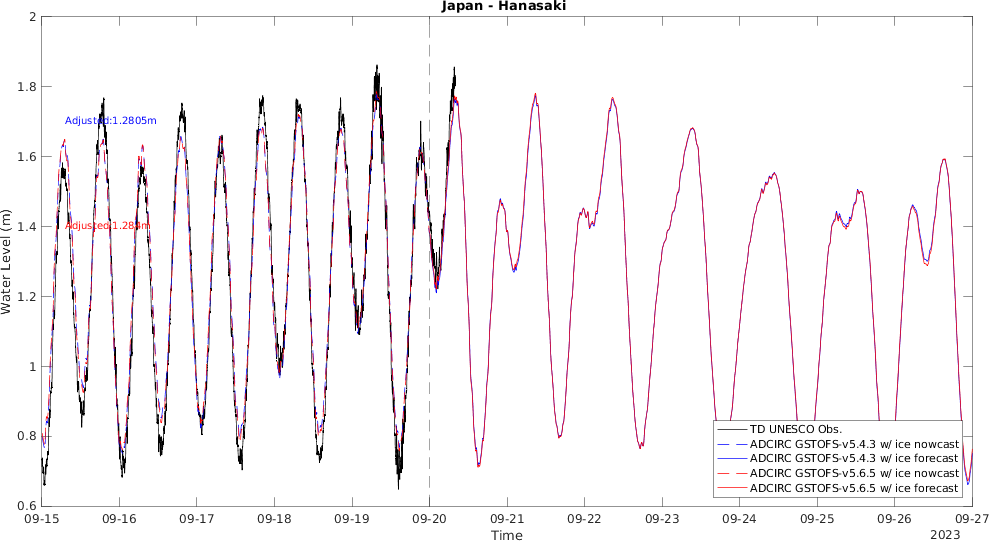 Japan - Hanasaki
2
1.8
1.6
1.4
1.2
1
0.8
0.6
Water Level (m)
Adjusted:1.2805m
Adjusted:1.284m
TD UNESCO Obs.
ADCIRC GSTOFS-v5.4.3 w/ ice nowcast
ADCIRC GSTOFS-v5.4.3 w/ ice forecast
ADCIRC GSTOFS-v5.6.5 w/ ice nowcast
ADCIRC GSTOFS-v5.6.5 w/ ice forecast
09-15 09-16 09-17 09-18 09-19 09-20 09-21 09-22 09-23 09-24 09-25 09-26 09-27
Time
2023